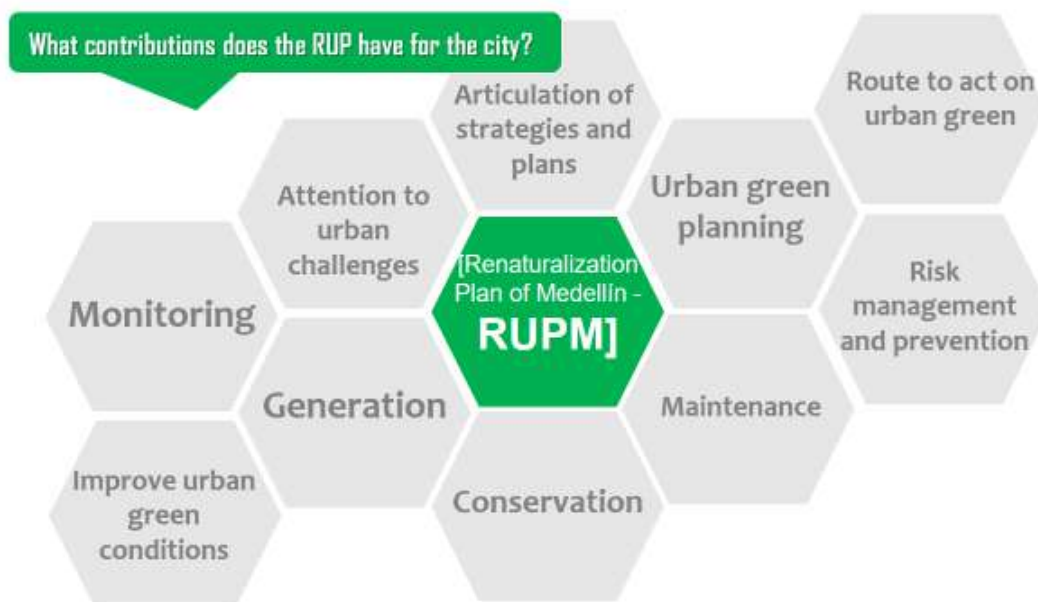 What contributions does the RUP have for the city?
Articulation of
strategies and
plans
Route to act on
urban green
Attention to
urban
challenges
Urban green
planning
[Renaturalization
Plan of Medellín -
RUPM]
Monitoring
Risk
management
and prevention
Generation
Maintenance
Improve urban
green
conditions
Conservation